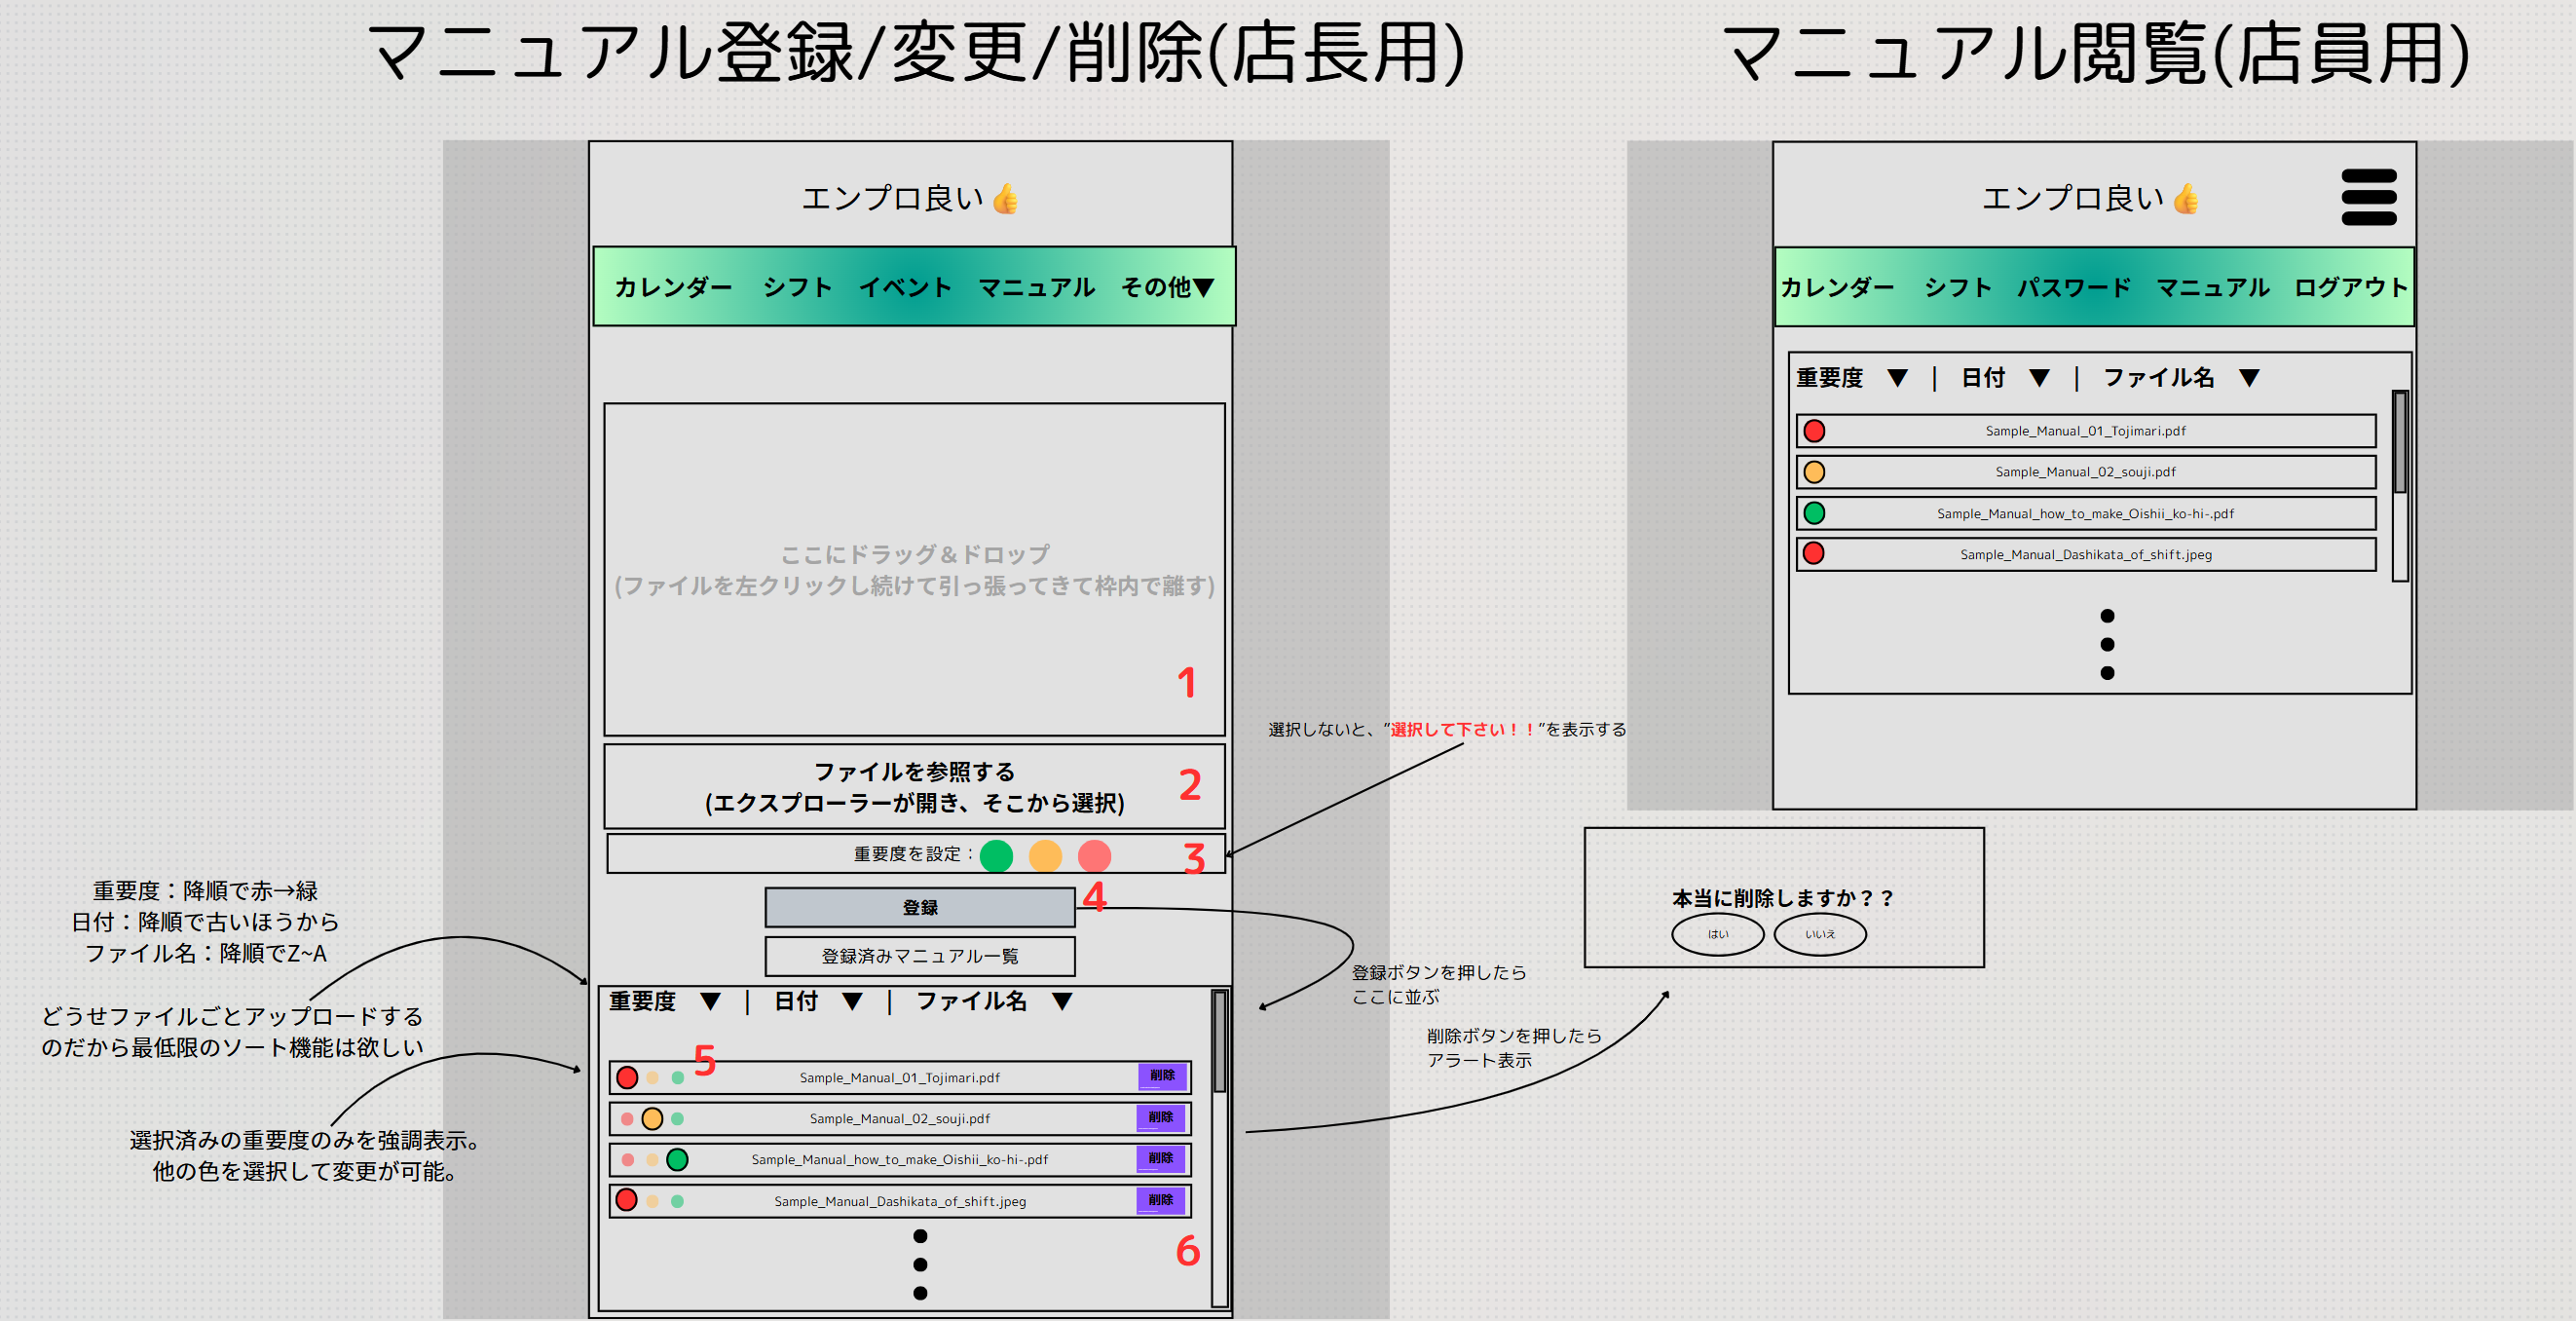 マニュアル登録/変更/削除(店長用)
エンプロ良い👍
カレンダー シフト イベント マニュアル その他▼
ここにドラッグ＆ドロップ
(ファイルを左クリックし続けて引っ張ってきて枠内で離す)
1
ファイルを参照する
(エクスプローラーが開き、そこから選択)
2
重要度を設定：
3
選択しないと、”選択して下さい！！”を表示する
登録
4
登録済みマニュアル一覧
登録ボタンを押したら
ここに並ぶ
重要度 ▼ | 日付 ▼ | ファイル名 ▼
5
Sample_Manual_01_Tojimari.pdf 削除
Sample_Manual_02_souji.pdf 削除
Sample_Manual_how_to_make_Oishii_ko-hi-.pdf 削除
Sample_Manual_Dashikata_of_shift.jpeg 削除
6
重要度：降順で赤→緑
日付：降順で古いほうから
ファイル名：降順でZ~A
どうせファイルごとアップロードする
のだから最低限のソート機能は欲しい
選択済みの重要度のみを強調表示。
他の色を選択して変更が可能。
削除ボタンを押したら
アラート表示
本当に削除しますか？？
はい いいえ
マニュアル閲覧(店員用)
エンプロ良い👍
カレンダー シフト パスワード マニュアル ログアウト
重要度 ▼ | 日付 ▼ | ファイル名 ▼
Sample_Manual_01_Tojimari.pdf
Sample_Manual_02_souji.pdf
Sample_Manual_how_to_make_Oishii_ko-hi-.pdf
Sample_Manual_Dashikata_of_shift.jpeg